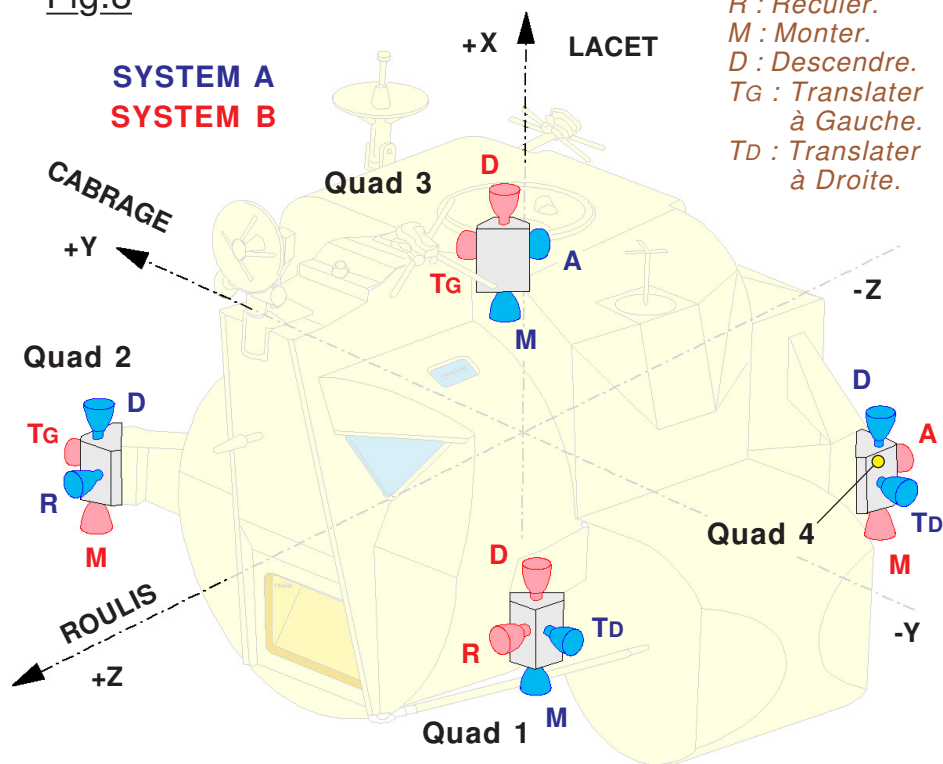 Fig.8
R : Reculer.
M : Monter.
D : Descendre.
TG : Translater
à Gauche.
TD : Translater
à Droite.
+X
LACET
SYSTEM A
SYSTEM B
CABRAGE
+Y
Quad 3
D
TG
A
M
-Z
Quad 2
D
TG
R
M
D
A
Quad 4
TD
M
D
R
TD
M
Quad 1
-Y
ROULIS
+Z